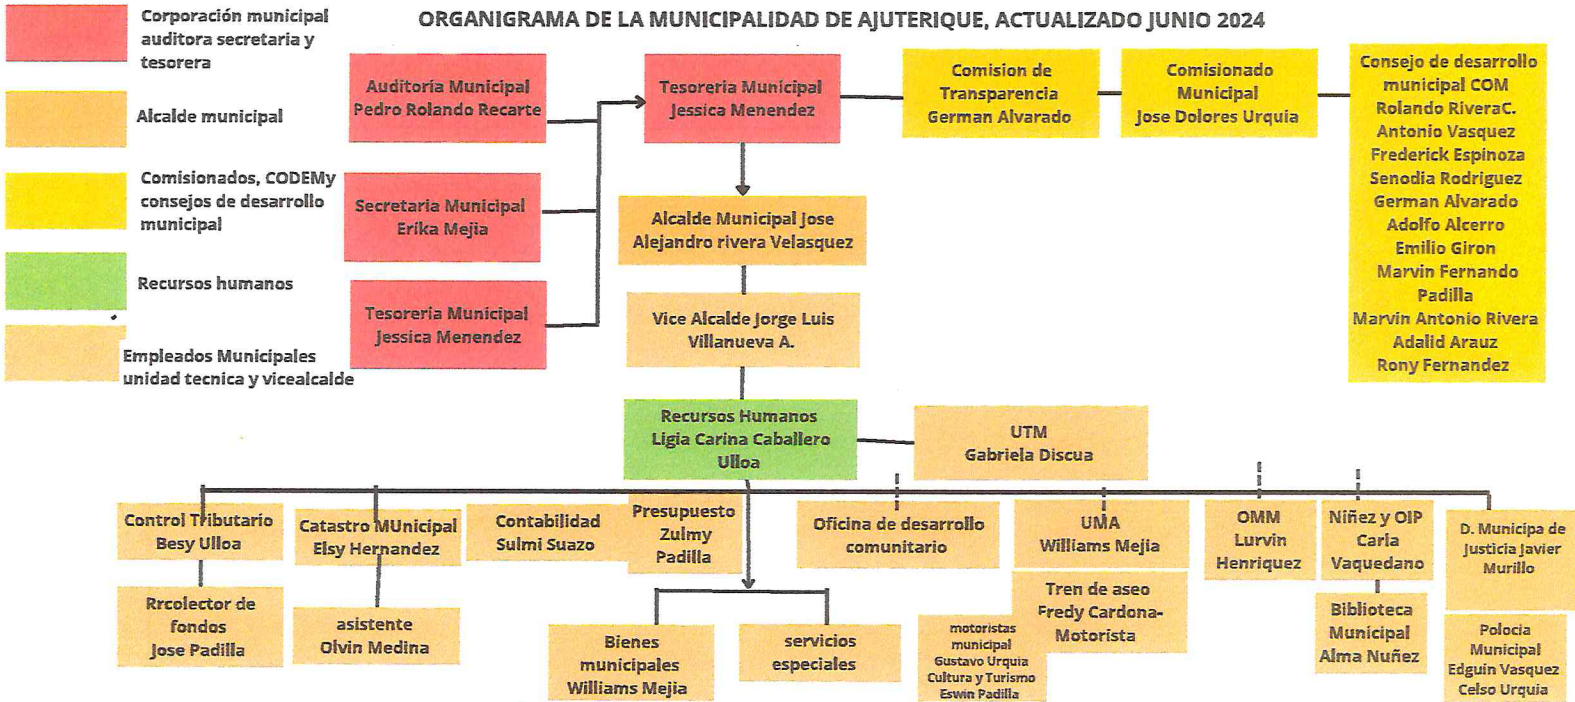 ORGANIGRAMA DE LA MUNICIPALIDAD DE AJUTERIQUE, ACTUALIZADO JUNIO 2024
Corporación municipal
auditora secretaria y
tesorera
Alcalde municipal
Comisionados, CODEMy
consejos de desarrollo
municipal
Recursos humanos
Empleados Municipales
unidad tecnica y vicealcalde
Auditoria Municipal
Pedro Rolando Recarte
Secretaria Municipal
Erika Mejia
Tesoreria Municipal
Jessica Menendez
Tesoreria Municipal
Jessica Menendez
Comision de
Transparencia
German Alvarado
Comisionado
Municipal
Jose Dolores Urquia
Consejo de desarrollo
municipal COM
Rolando RiveraC.
Antonio Vasquez
Frederick Espinoza
Senodia Rodriguez
German Alvarado
Adolfo Alcerro
Emilio Giron
Marvin Fernando
Padilla
Marvin Antonio Rivera
Adalid Arauz
Rony Fernandez
Alcalde Municipal Jose
Alejandro rivera Velasquez
Vice Alcalde Jorge Luis
Villanueva A.
Recursos Humanos
Ligia Carina Caballero
Ulloa
UTM
Gabriela Discua
Control Tributario
Besy Ulloa
Rrcolector de
fondos
Jose Padilla
Catastro MUnicipal
Elsy Hernandez
asistente
Olvin Medina
Contabilidad
Sulmi Suazo
Presupuesto
Zulmy
Padilla
Bienes
municipales
Williams Mejia
servicios
especiales
Oficina de desarrollo
comunitario
UMA
Williams Mejia
Tren de aseo
Fredy Cardona-
Motorista
motoristas
municipal
Gustavo Urquia
Cultura y Turismo
Eswin Padilla
OMM
Lurvin
Henriquez
Niñez y OIP
Carla
Vaquedano
Biblioteca
Municipal
Alma Nuñez
D. Municipa de
Justicia Javier
Murillo
Polocia
Municipal
Edguin Vasquez
Celso Urquia